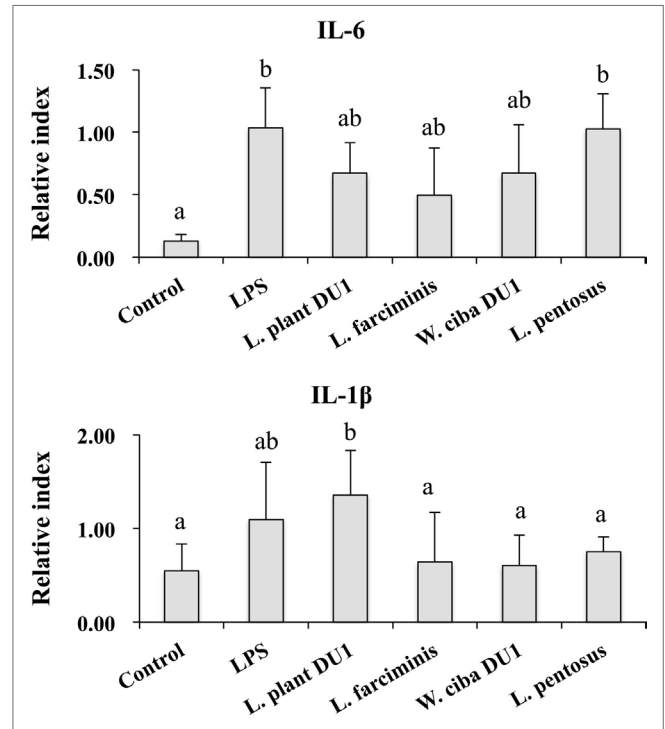 IL-6
Relative index
1.50
1.00
0.50
0.00
a
b
ab
ab
ab
b
Control
LPS
L. plant DU1
L. farciminis
W. ciba DU1
L. pentosus
IL-1β
Relative index
2.00
1.00
0.00
a
ab
b
a
a
a
Control
LPS
L. plant DU1
L. farciminis
W. ciba DU1
L. pentosus